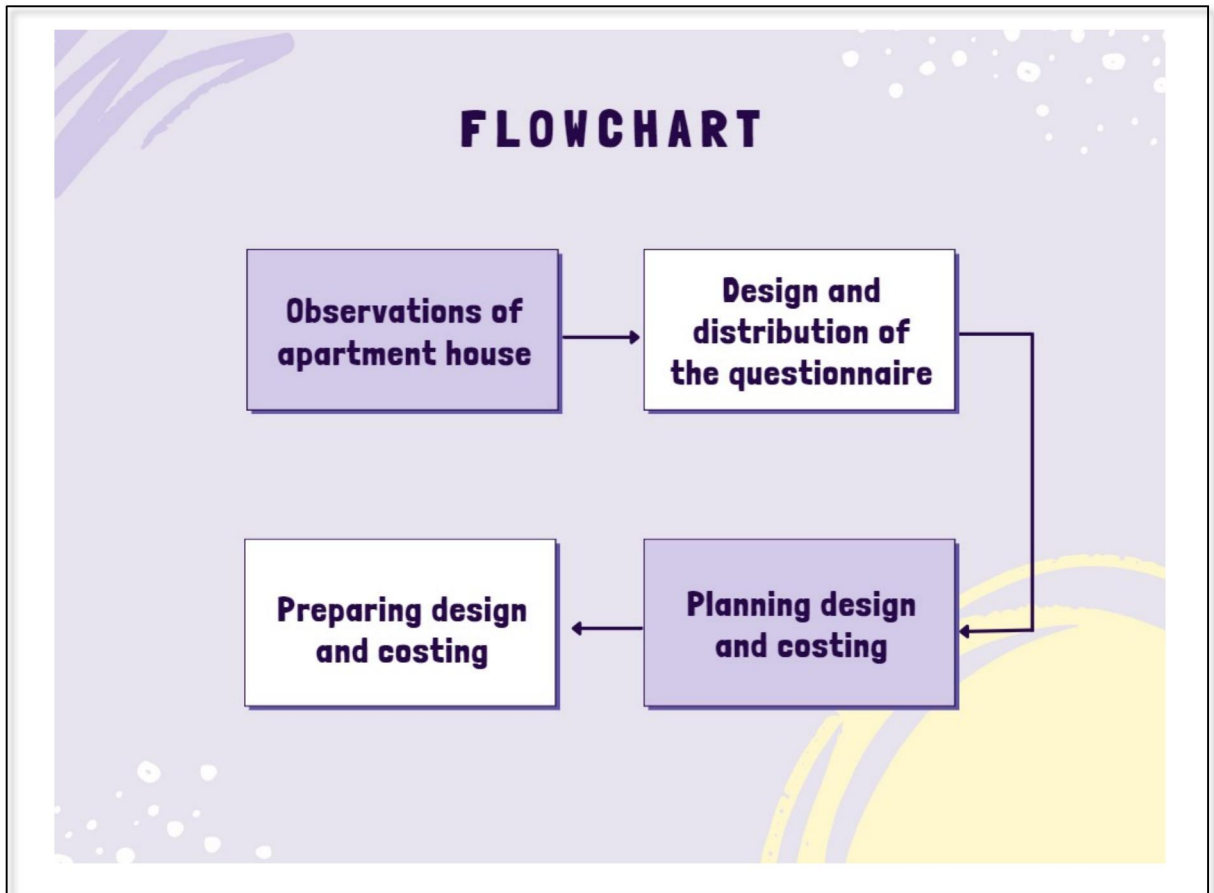 FLOWCHART
Observations of
apartment house
Design and
distribution of
the questionnaire
Planning design
and costing
Preparing design
and costing